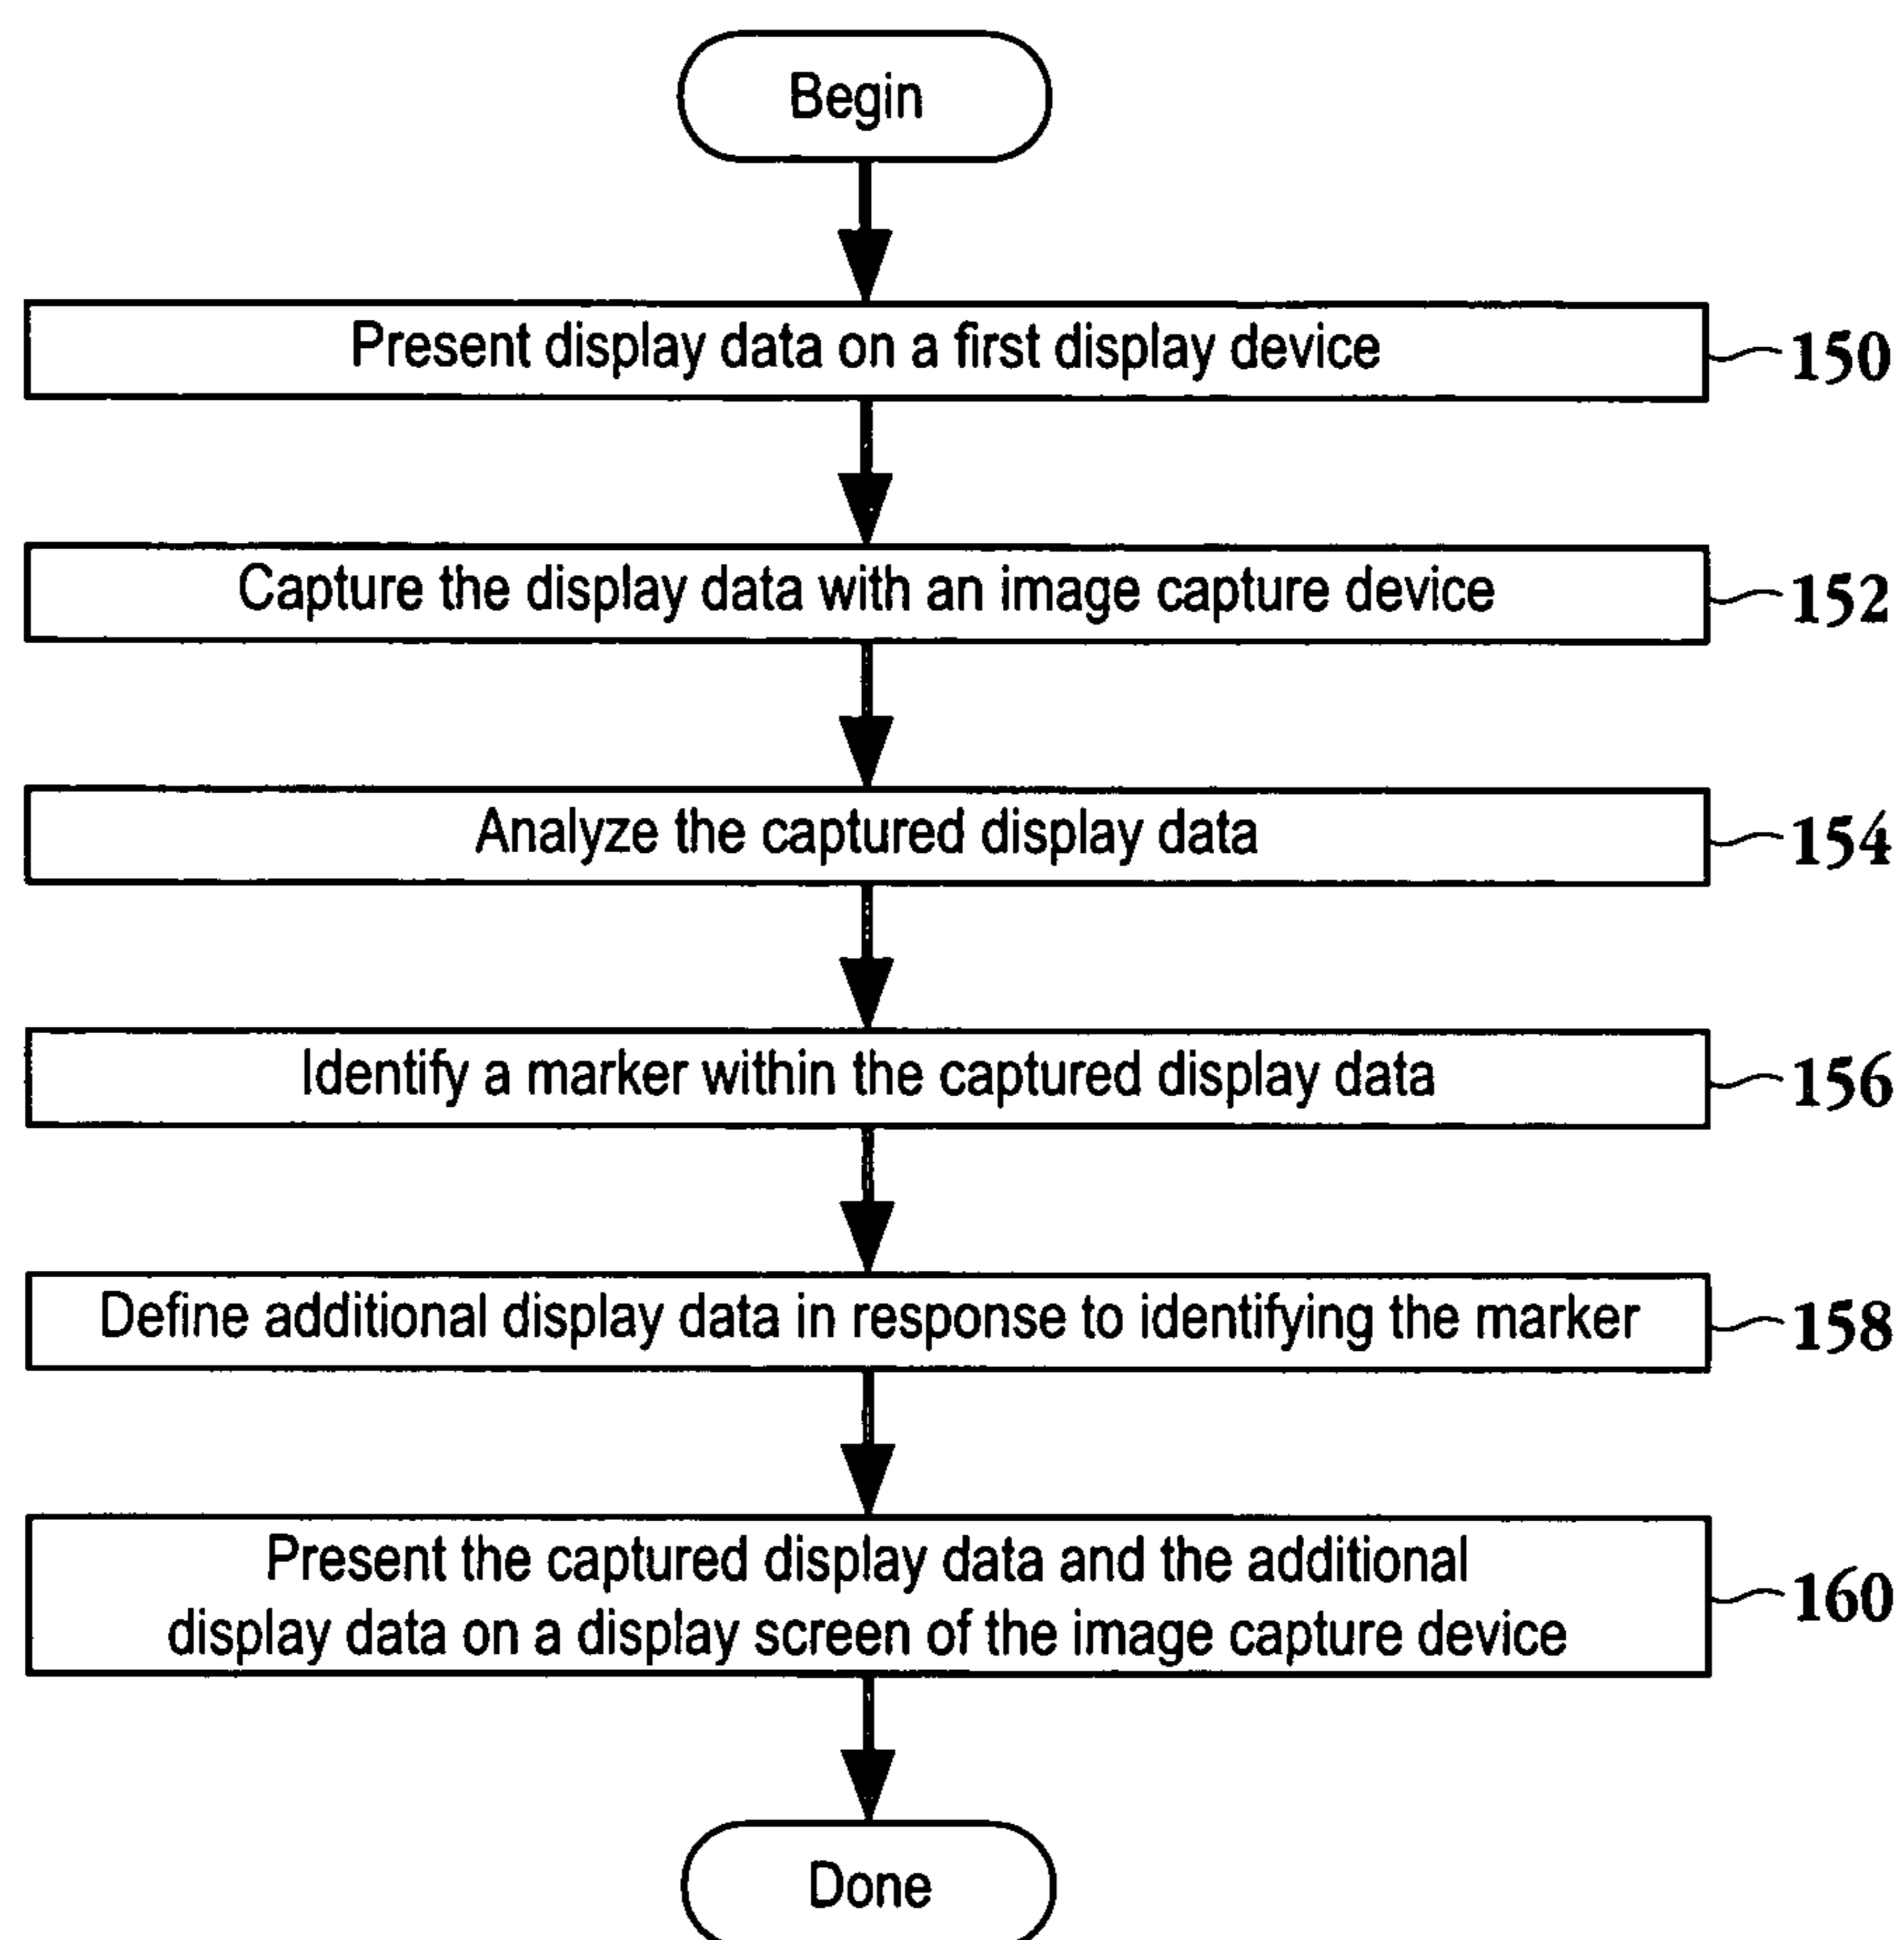 Begin
Present display data on a first display device
150
Capture the display data with an image capture device
152
Analyze the captured display data
154
Identify a marker within the captured display data
156
Define additional display data in response to identifying the marker
158
Present the captured display data and the additional
display data on a display screen of the image capture device
160
Done